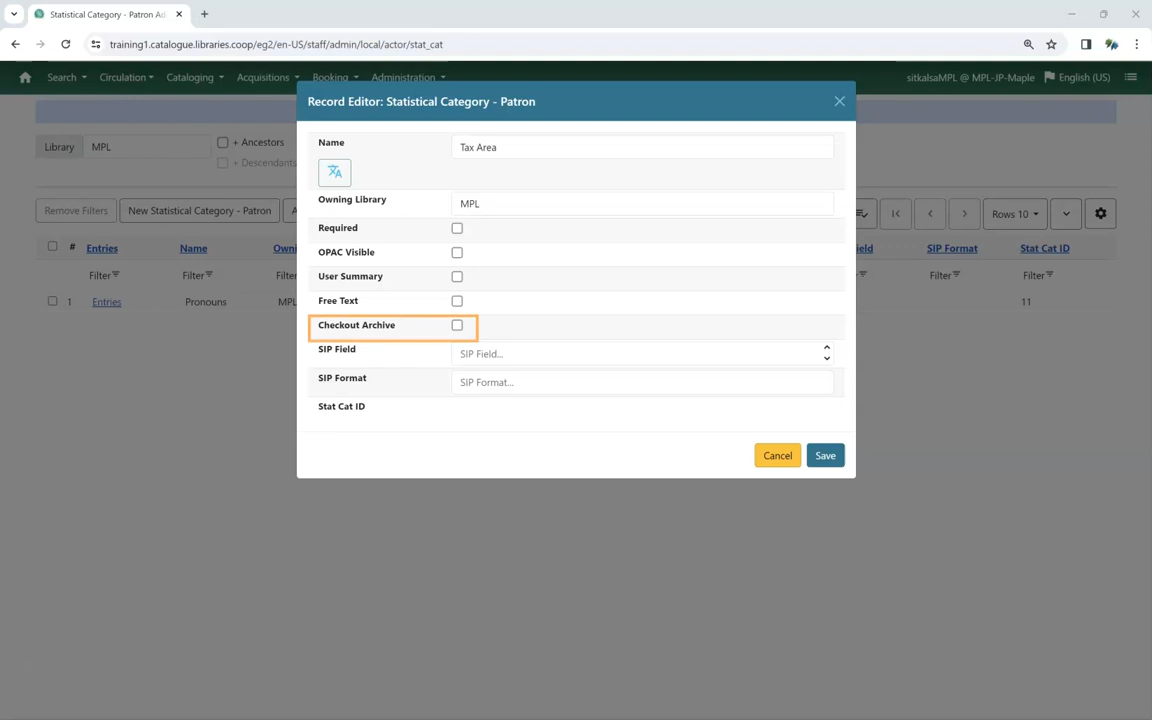 Statistical Category - Patron Ad
training1.catalogue.libraries.coop/eg2/en-US/staff/admin/local/actor/stat_cat
Search Circulation Cataloging Acquisitions Booking Administration sitkalsaMPL @ MPL-JP-Maple English (US)
Record Editor: Statistical Category - Patron
Library MPL + Ancestors
+ Descendants
Name Tax Area
Owning Library MPL
Remove Filters New Statistical Category - Patron A Rows 10
Required
# Entries Name Owni eld SIP Format Stat Cat ID
OPAC Visible
Filter Filter Filter Filter Filter
User Summary
1 Entries Pronouns MPL 11
Free Text
Checkout Archive
SIP Field SIP Field...
SIP Format SIP Format...
Stat Cat ID
Cancel Save